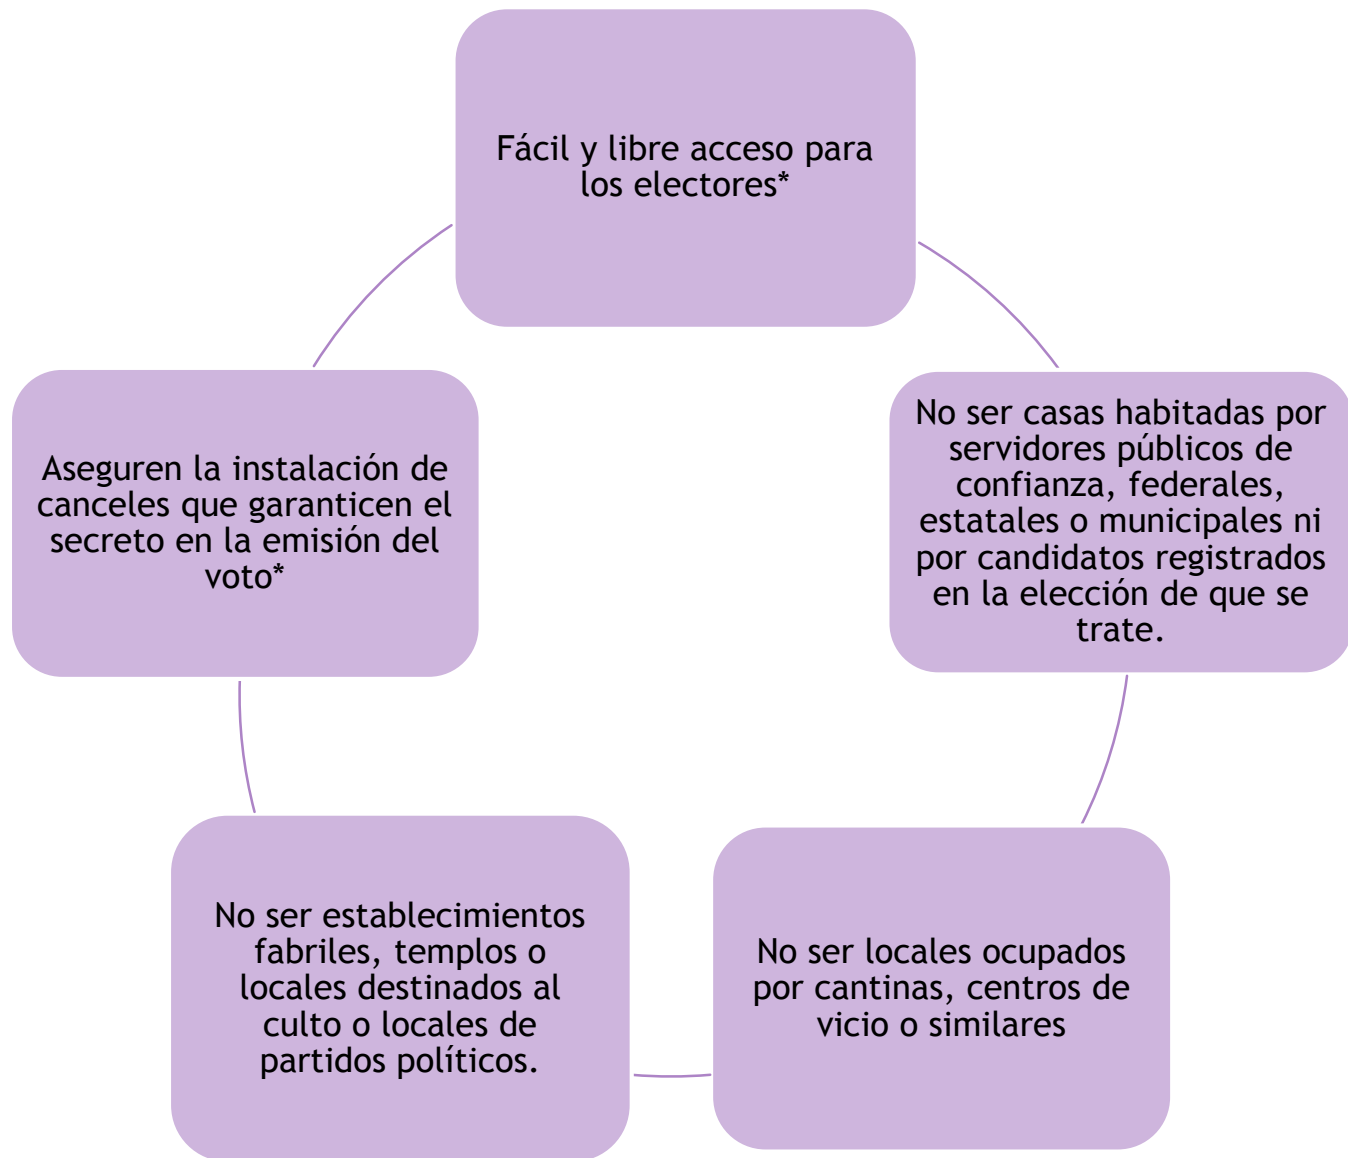 Fácil y libre acceso para
los electores*
No ser casas habitadas por
servidores públicos de
confianza, federales,
estatales o municipales ni
por candidatos registrados
en la elección de que se
trate.
No ser locales ocupados
por cantinas, centros de
vicio o similares
No ser establecimientos
fabriles, templos o
locales destinados al
culto o locales de
partidos políticos.
Aseguren la instalación de
canceles que garanticen el
secreto en la emisión del
voto*